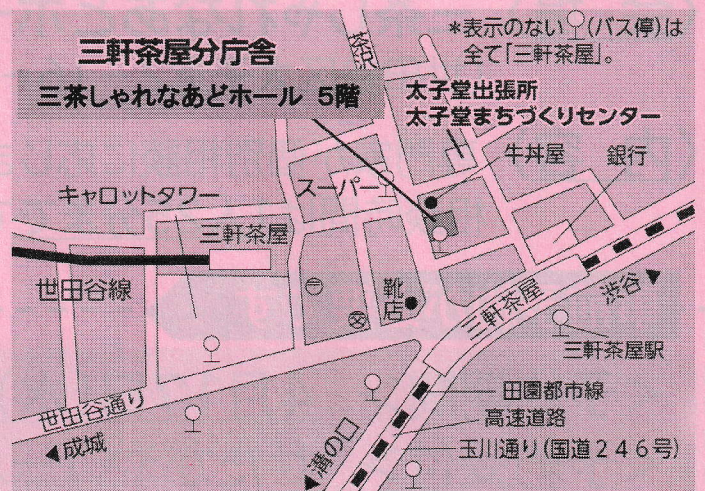 三軒茶屋分庁舎
三茶しゃれなあどホール 5階
茶沢
*表示のない (バス停)は
全て「三軒茶屋」。
太子堂出張所
太子堂まちづくりセンター
牛丼屋
銀行
キャロットタワー
スーパー
三軒茶屋
世田谷線
靴店
〒
交
三軒茶屋
渋谷▶
三軒茶屋駅
世田谷通り
◀成城
田園都市線
高速道路
◀溝の口
玉川通り(国道246号)